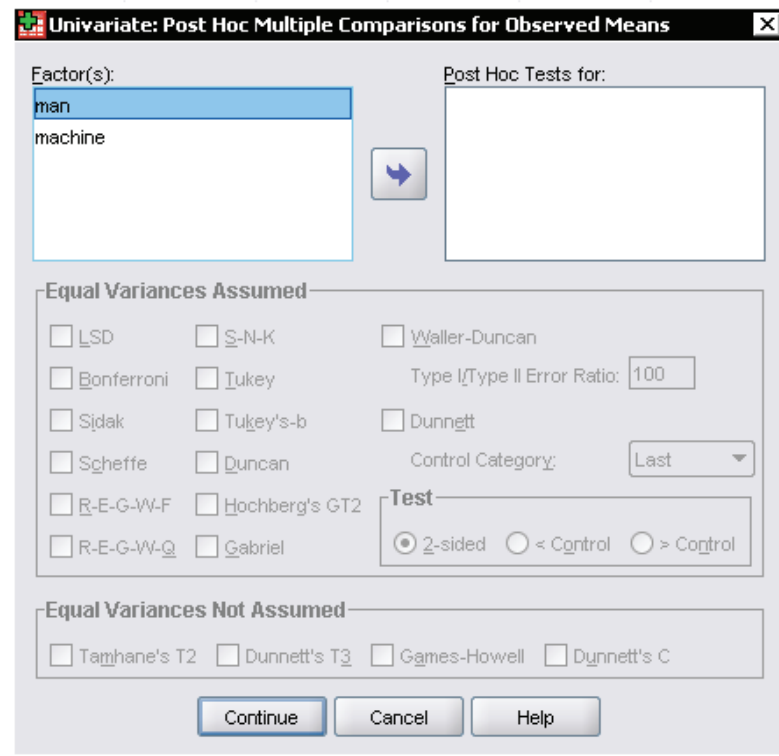 Univariate: Post Hoc Multiple Comparisons for Observed Means
Factor(s):
man
machine
Post Hoc Tests for:
Equal Variances Assumed
LSD
S-N-K
Waller-Duncan
Bonferroni
Tukey
Type I/Type II Error Ratio: 100
Sidak
Tukey's-b
Dunnett
Scheffe
Duncan
Control Category: Last
R-E-G-W-F
Hochberg's GT2
Test
R-E-G-W-Q
Gabriel
2-sided
< Control
> Control
Equal Variances Not Assumed
Tamhane's T2
Dunnett's T3
Games-Howell
Dunnett's C
Continue
Cancel
Help